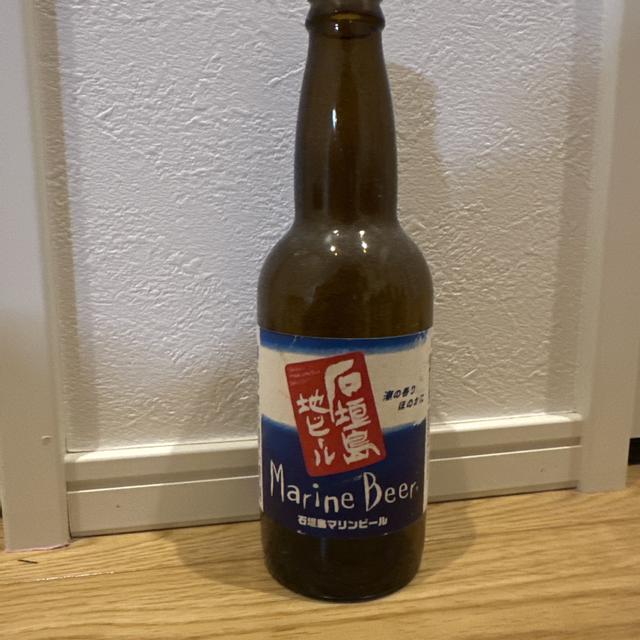 石垣島
地ビール
潮の香り
ほのかに
Marine Beer
石垣島マリンビール